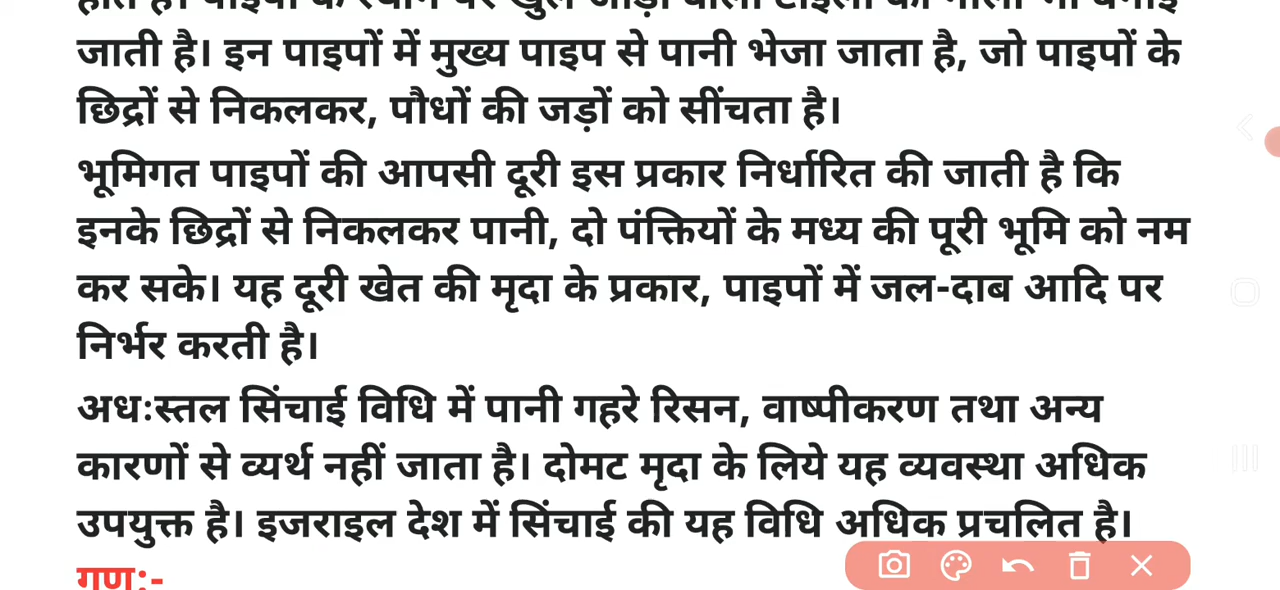 जाती है। इन पाइपों में मुख्य पाइप से पानी भेजा जाता है, जो पाइपों के
छिद्रों से निकलकर, पौधों की जड़ों को सींचता है।
भूमिगत पाइपों की आपसी दूरी इस प्रकार निर्धारित की जाती है कि
इनके छिद्रों से निकलकर पानी, दो पंक्तियों के मध्य की पूरी भूमि को नम
कर सके। यह दूरी खेत की मृदा के प्रकार, पाइपों में जल-दाब आदि पर
निर्भर करती है।
अधःस्तल सिंचाई विधि में पानी गहरे रिसन, वाष्पीकरण तथा अन्य
कारणों से व्यर्थ नहीं जाता है। दोमट मृदा के लिये यह व्यवस्था अधिक
उपयुक्त है। इजराइल देश में सिंचाई की यह विधि अधिक प्रचलित है।